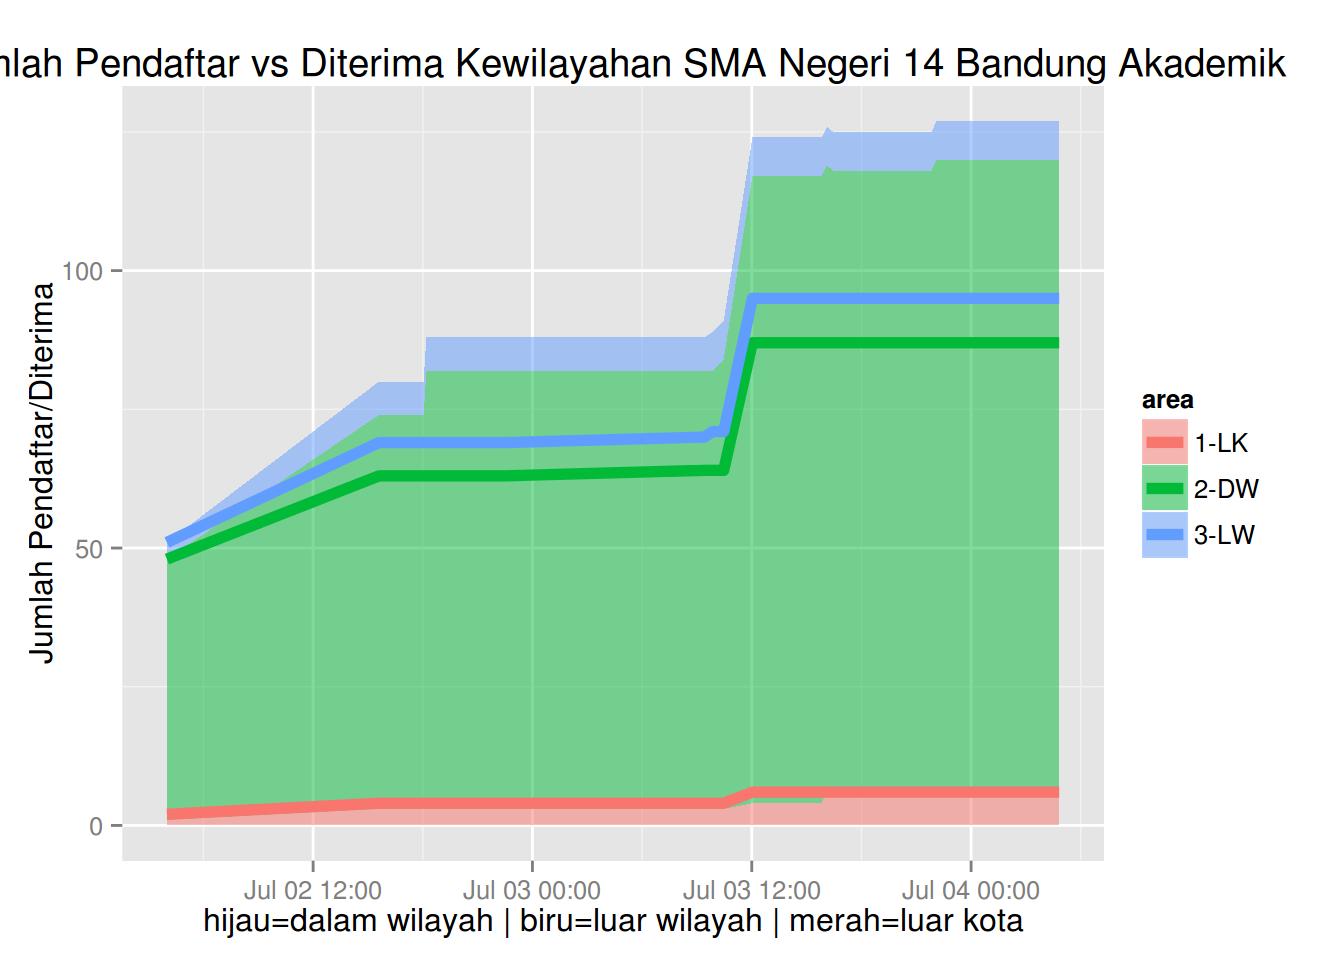 Pendaftar vs Diterima Kewilayahan SMA Negeri 14 Bandung Akademik
Jumlah Pendaftar/Diterima
100
50
0
area
1-LK
2-DW
3-LW
Jul 02 12:00
Jul 03 00:00
Jul 03 12:00
Jul 04 00:00
hijau=dalam wilayah | biru=luar wilayah | merah=luar kota